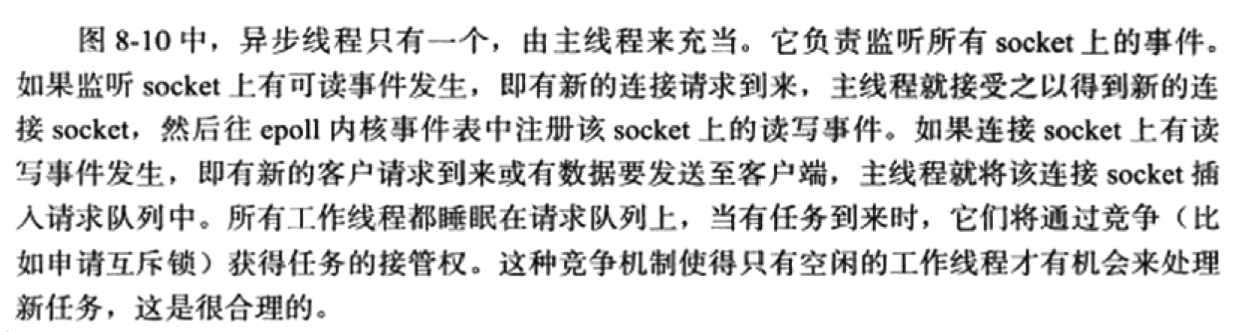 图 8-10 中，异步线程只有一个，由主线程来充当。它负责监听所有 socket 上的事件。
如果监听 socket 上有可读事件发生，即有新的连接请求到来，主线程就接受之以得到新的连
接 socket，然后往 epoll 内核事件表中注册该 socket 上的读写事件。如果连接 socket 上有读
写事件发生，即有新的客户请求到来或有数据要发送至客户端，主线程就将该连接 socket 插
入请求队列中。所有工作线程都睡眠在请求队列上，当有任务到来时，它们将通过竞争（比
如申请互斥锁）获得任务的接管权。这种竞争机制使得只有空闲的工作线程才有机会来处理
新任务，这是很合理的。